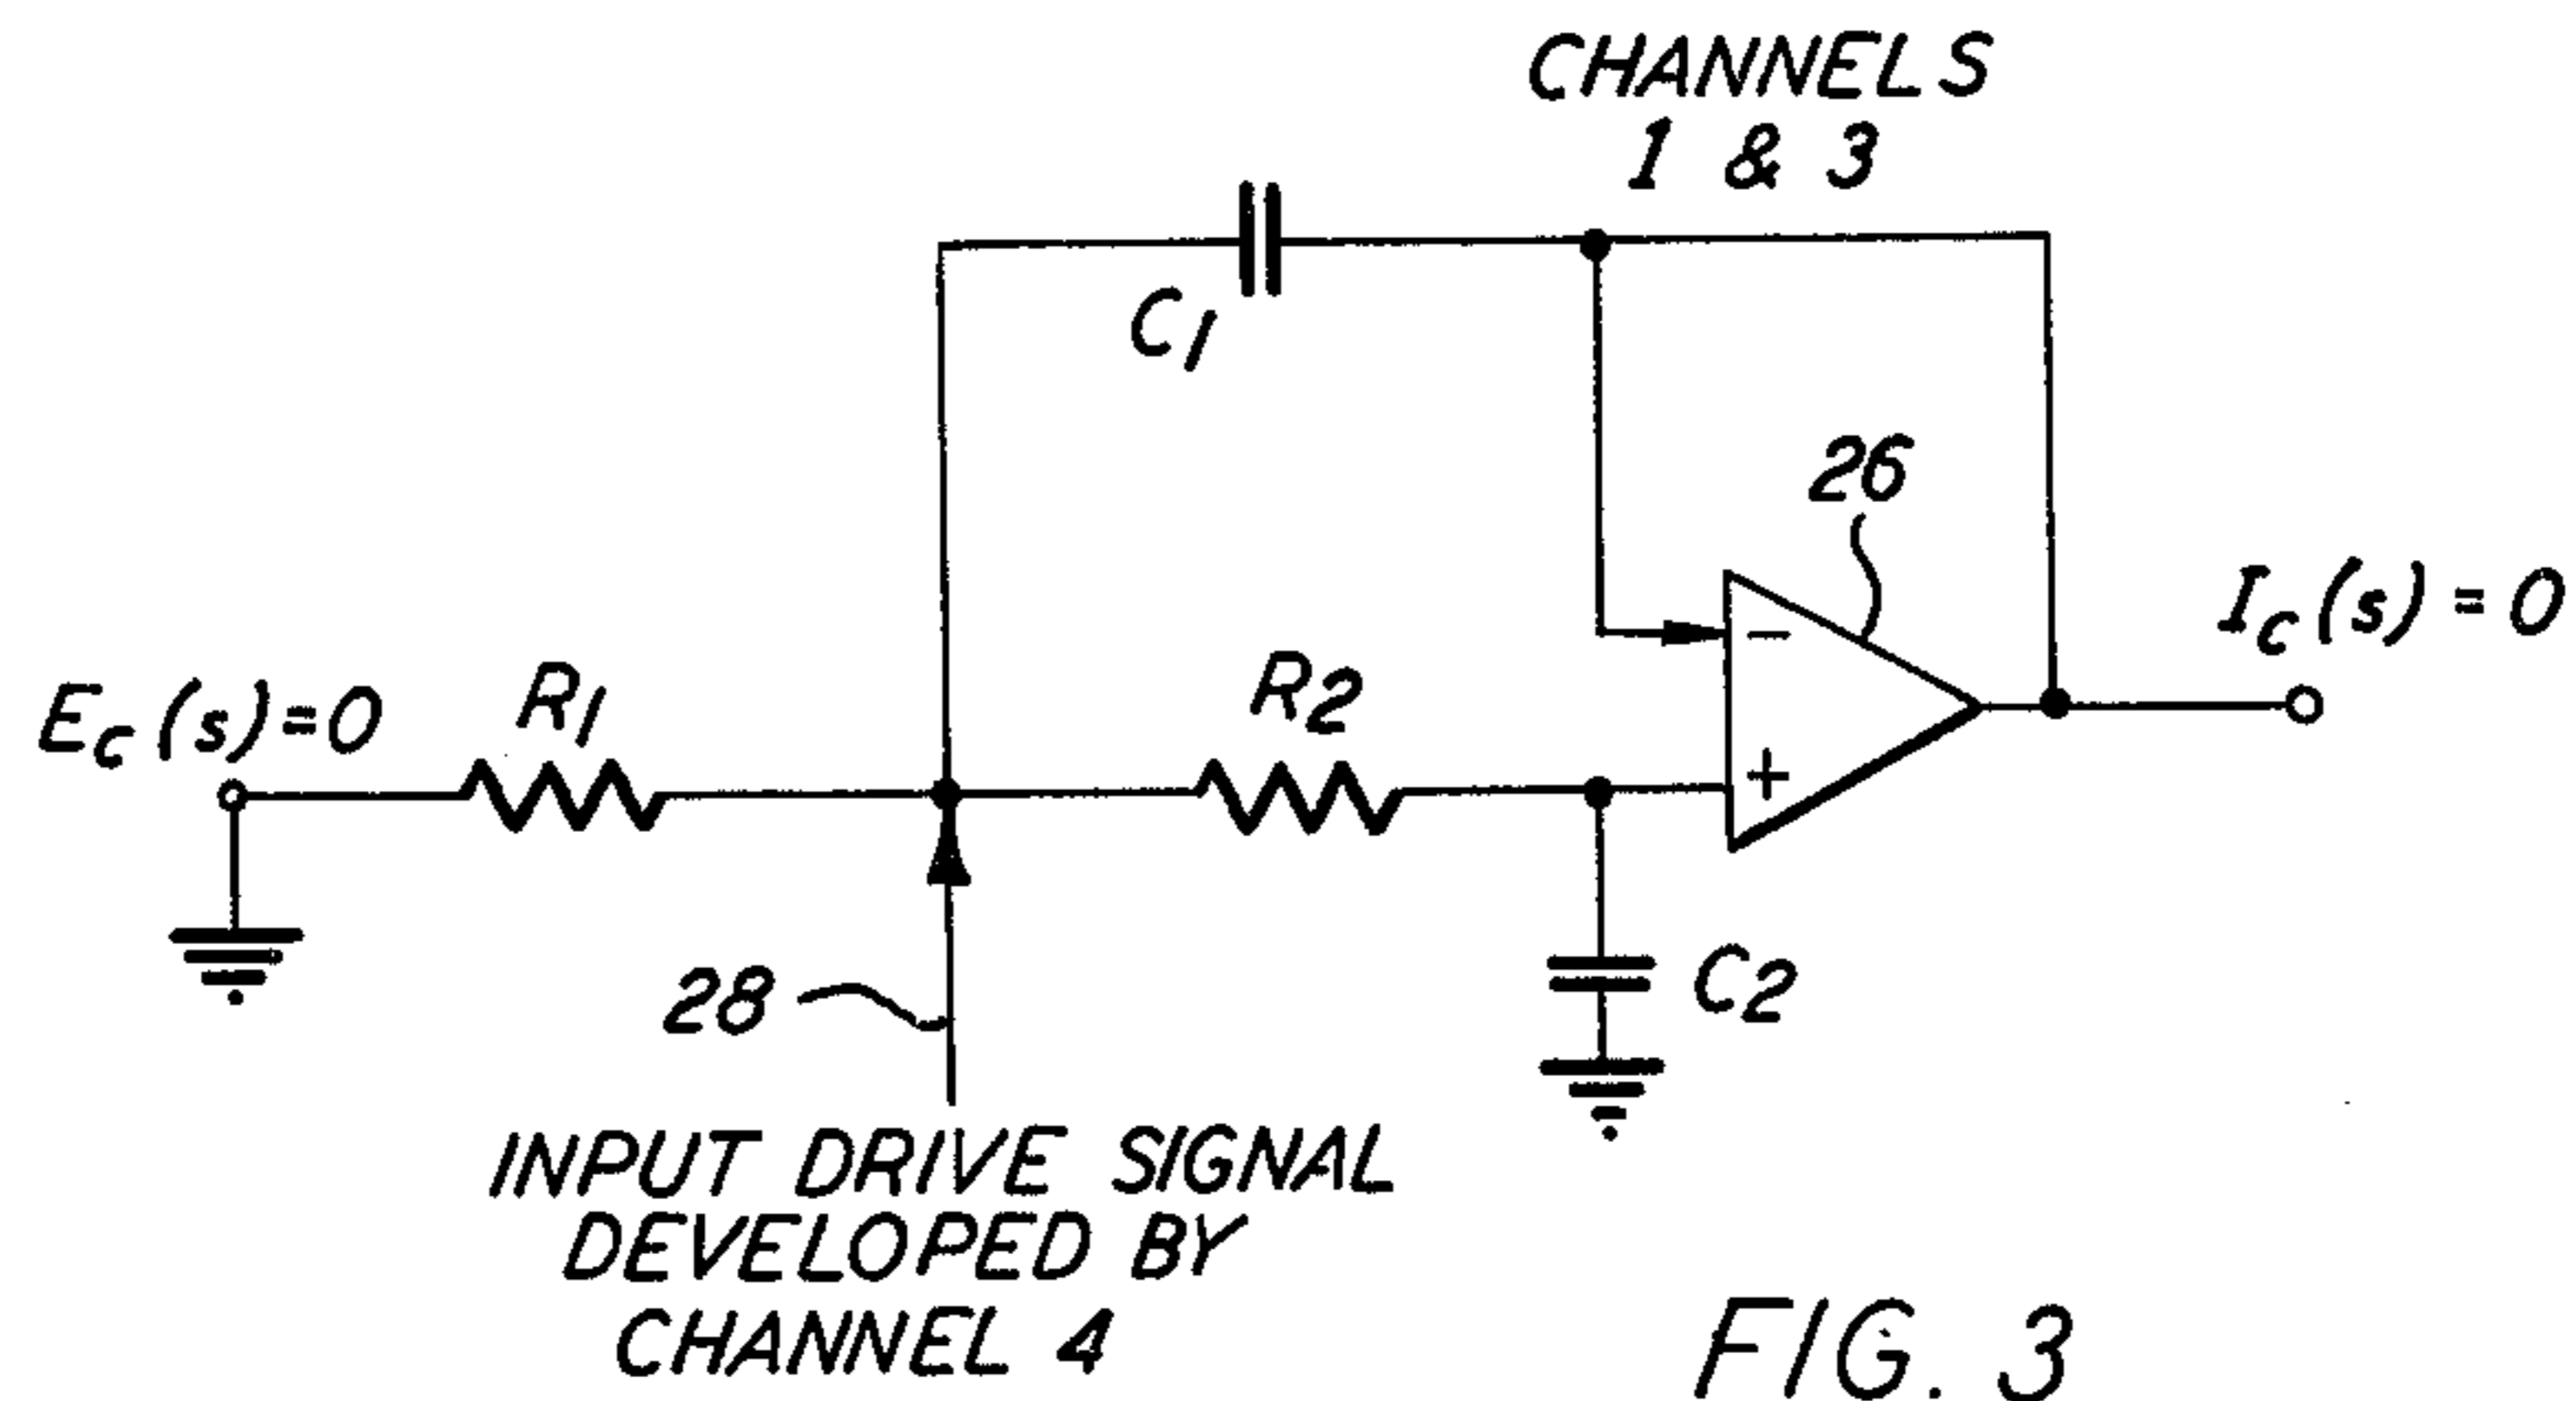 CHANNELS
1 & 3
C1
26
Ic(s)=0
Ec(s)=0
R1
R2
−
+
28
C2
INPUT DRIVE SIGNAL
DEVELOPED BY
CHANNEL 4
FIG. 3